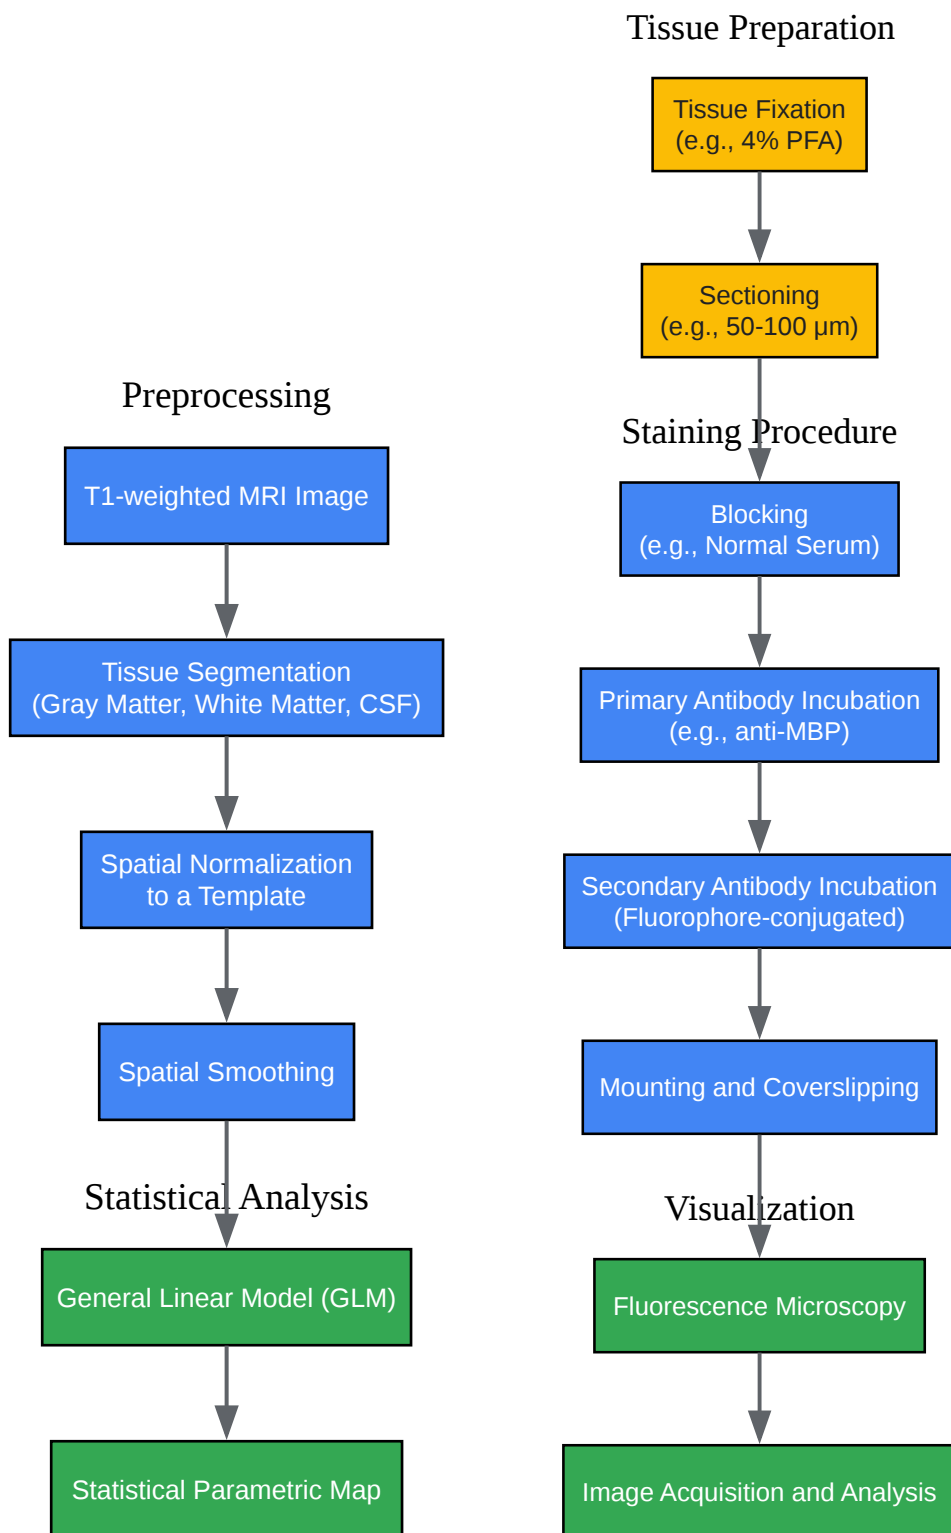 Preprocessing
T1-weighted MRI Image
Tissue Segmentation
(Gray Matter, White Matter, CSF)
Spatial Normalization
to a Template
Spatial Smoothing
Statistical Analysis
General Linear Model (GLM)
Statistical Parametric Map
Tissue Preparation
Tissue Fixation
(e.g., 4% PFA)
Sectioning
(e.g., 50-100 μm)
Staining Procedure
Blocking
(e.g., Normal Serum)
Primary Antibody Incubation
(e.g., anti-MBP)
Secondary Antibody Incubation
(Fluorophore-conjugated)
Mounting and Coverslipping
Visualization
Fluorescence Microscopy
Image Acquisition and Analysis